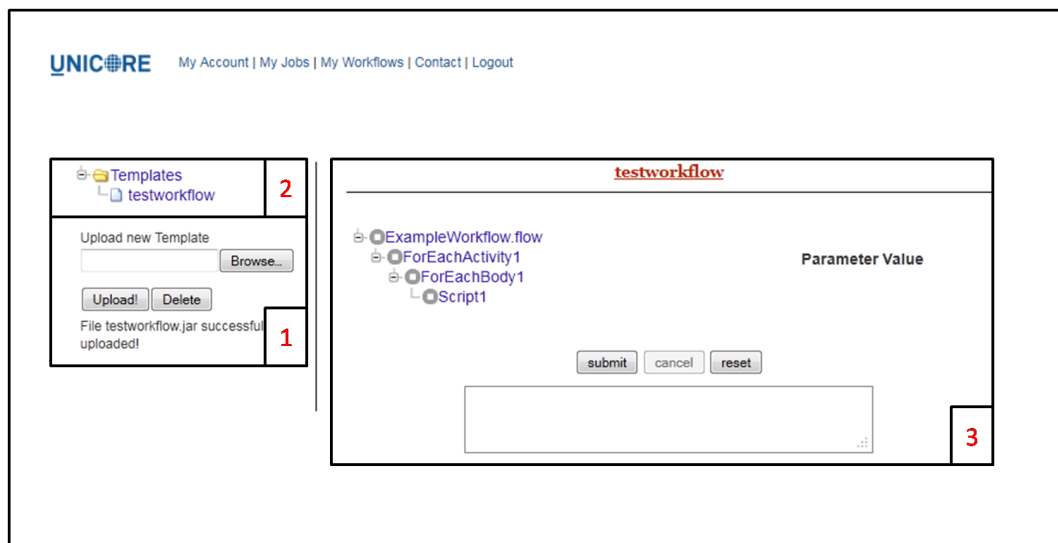 UNICORE My Account | My Jobs | My Workflows | Contact | Logout
Templates
testworkflow
2
Upload new Template
Browse...
Upload! Delete
File testworkflow.jar successful
uploaded!
1
testworkflow
ExampleWorkflow.flow
ForEachActivity1
ForEachBody1
Script1
Parameter Value
submit cancel reset
3